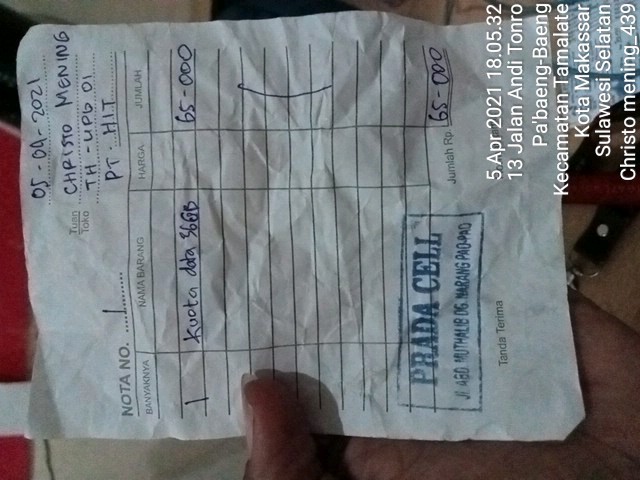 05-04-2021
Tuan CHRISTO MENING
Toko TH-UPG 01
PT. HIT
NOTA NO. 1
BANYAKNYA NAMA BARANG HARGA JUMLAH
1 Kuota data 36GB 65-000
PRADA CELL
Jl. ABD. MUTHALIB DG. NARANG PAO-PAO
Jumlah Rp. 65-000
Tanda Terima
5 Apr 2021 18.05.32
13 Jalan Andi Tonro
Pa'baeng-Baeng
Kecamatan Tamalate
Kota Makassar
Sulawesi Selatan
Christo mening_439